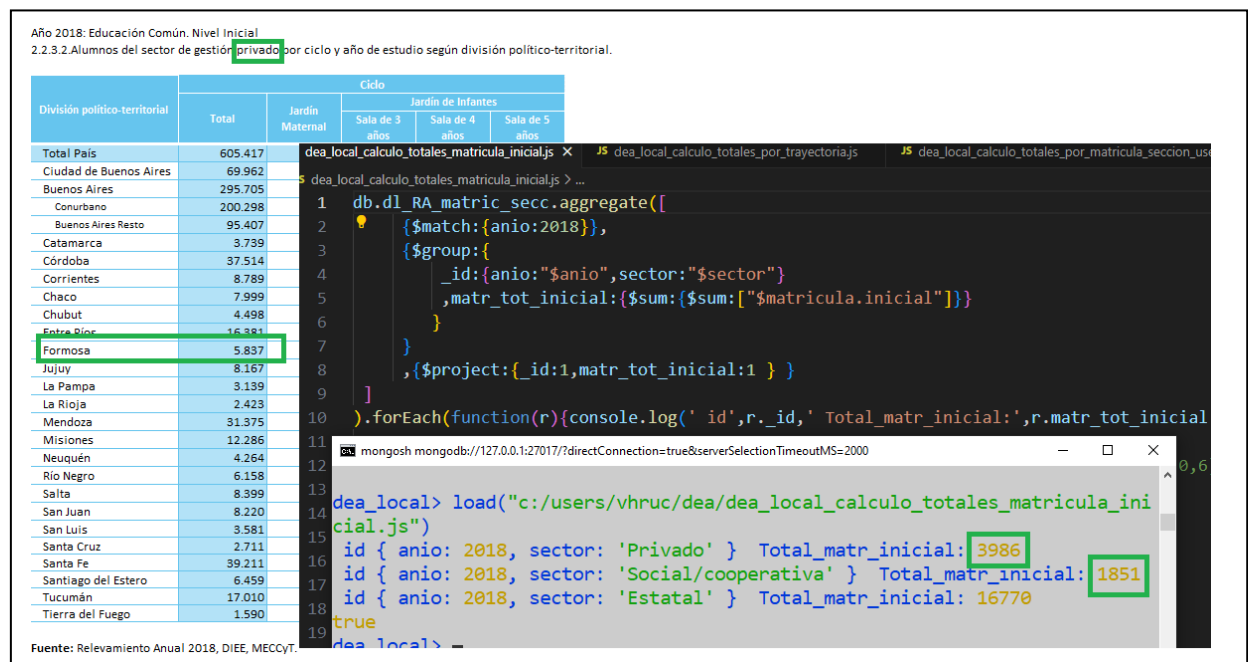 Año 2018: Educación Común. Nivel Inicial
2.2.3.2.Alumnos del sector de gestión privado por ciclo y año de estudio según división político-territorial.
División político-territorial
Ciclo
Total
Jardín Maternal
Jardín de Infantes
Sala de 3 años
Sala de 4 años
Sala de 5 años
Total País 605.417
Ciudad de Buenos Aires 69.962
Buenos Aires 295.705
Conurbano 200.298
Buenos Aires Resto 95.407
Catamarca 3.739
Córdoba 37.514
Corrientes 8.789
Chaco 7.999
Chubut 4.498
Entre Ríos 16.381
Formosa 5.837
Jujuy 8.167
La Pampa 3.139
La Rioja 2.423
Mendoza 31.375
Misiones 12.286
Neuquén 4.264
Río Negro 6.158
Salta 8.399
San Juan 8.220
San Luis 3.581
Santa Cruz 2.711
Santa Fe 39.211
Santiago del Estero 6.459
Tucumán 17.010
Tierra del Fuego 1.590
Fuente: Relevamiento Anual 2018, DIEE, MECCyT.
dea_local_calculo_totales_matricula_inicial.js × JS dea_local_calculo_totales_por_trayectoria.js JS dea_local_calculo_totales_por_matricula_seccion_use
dea_local_calculo_totales_matricula_inicial.js > ...
1 db.dl_RA_matric_secc.aggregate([
2 {$match:{anio:2018}},
3 {$group:{
4 _id:{anio:"$anio",sector:"$sector"}
5 ,matr_tot_inicial:{$sum:{$sum:["$matricula.inicial"]}}
6 }
7 }
8 ,{$project:{_id:1,matr_tot_inicial:1 } }
9 ]
10 ).forEach(function(r){console.log(' id',r._id,' Total_matr_inicial:',r.matr_tot_inicial
11
12 0,6
13
14
15
16
17
18
19
mongosh mongodb://127.0.0.1:27017/?directConnection=true&serverSelectionTimeoutMS=2000
dea_local> load("c:/users/vhruc/dea/dea_local_calculo_totales_matricula_ini
cial.js")
id { anio: 2018, sector: 'Privado' } Total_matr_inicial: 3986
id { anio: 2018, sector: 'Social/cooperativa' } Total_matr_inicial: 1851
id { anio: 2018, sector: 'Estatal' } Total_matr_inicial: 16770
true
dea_local>